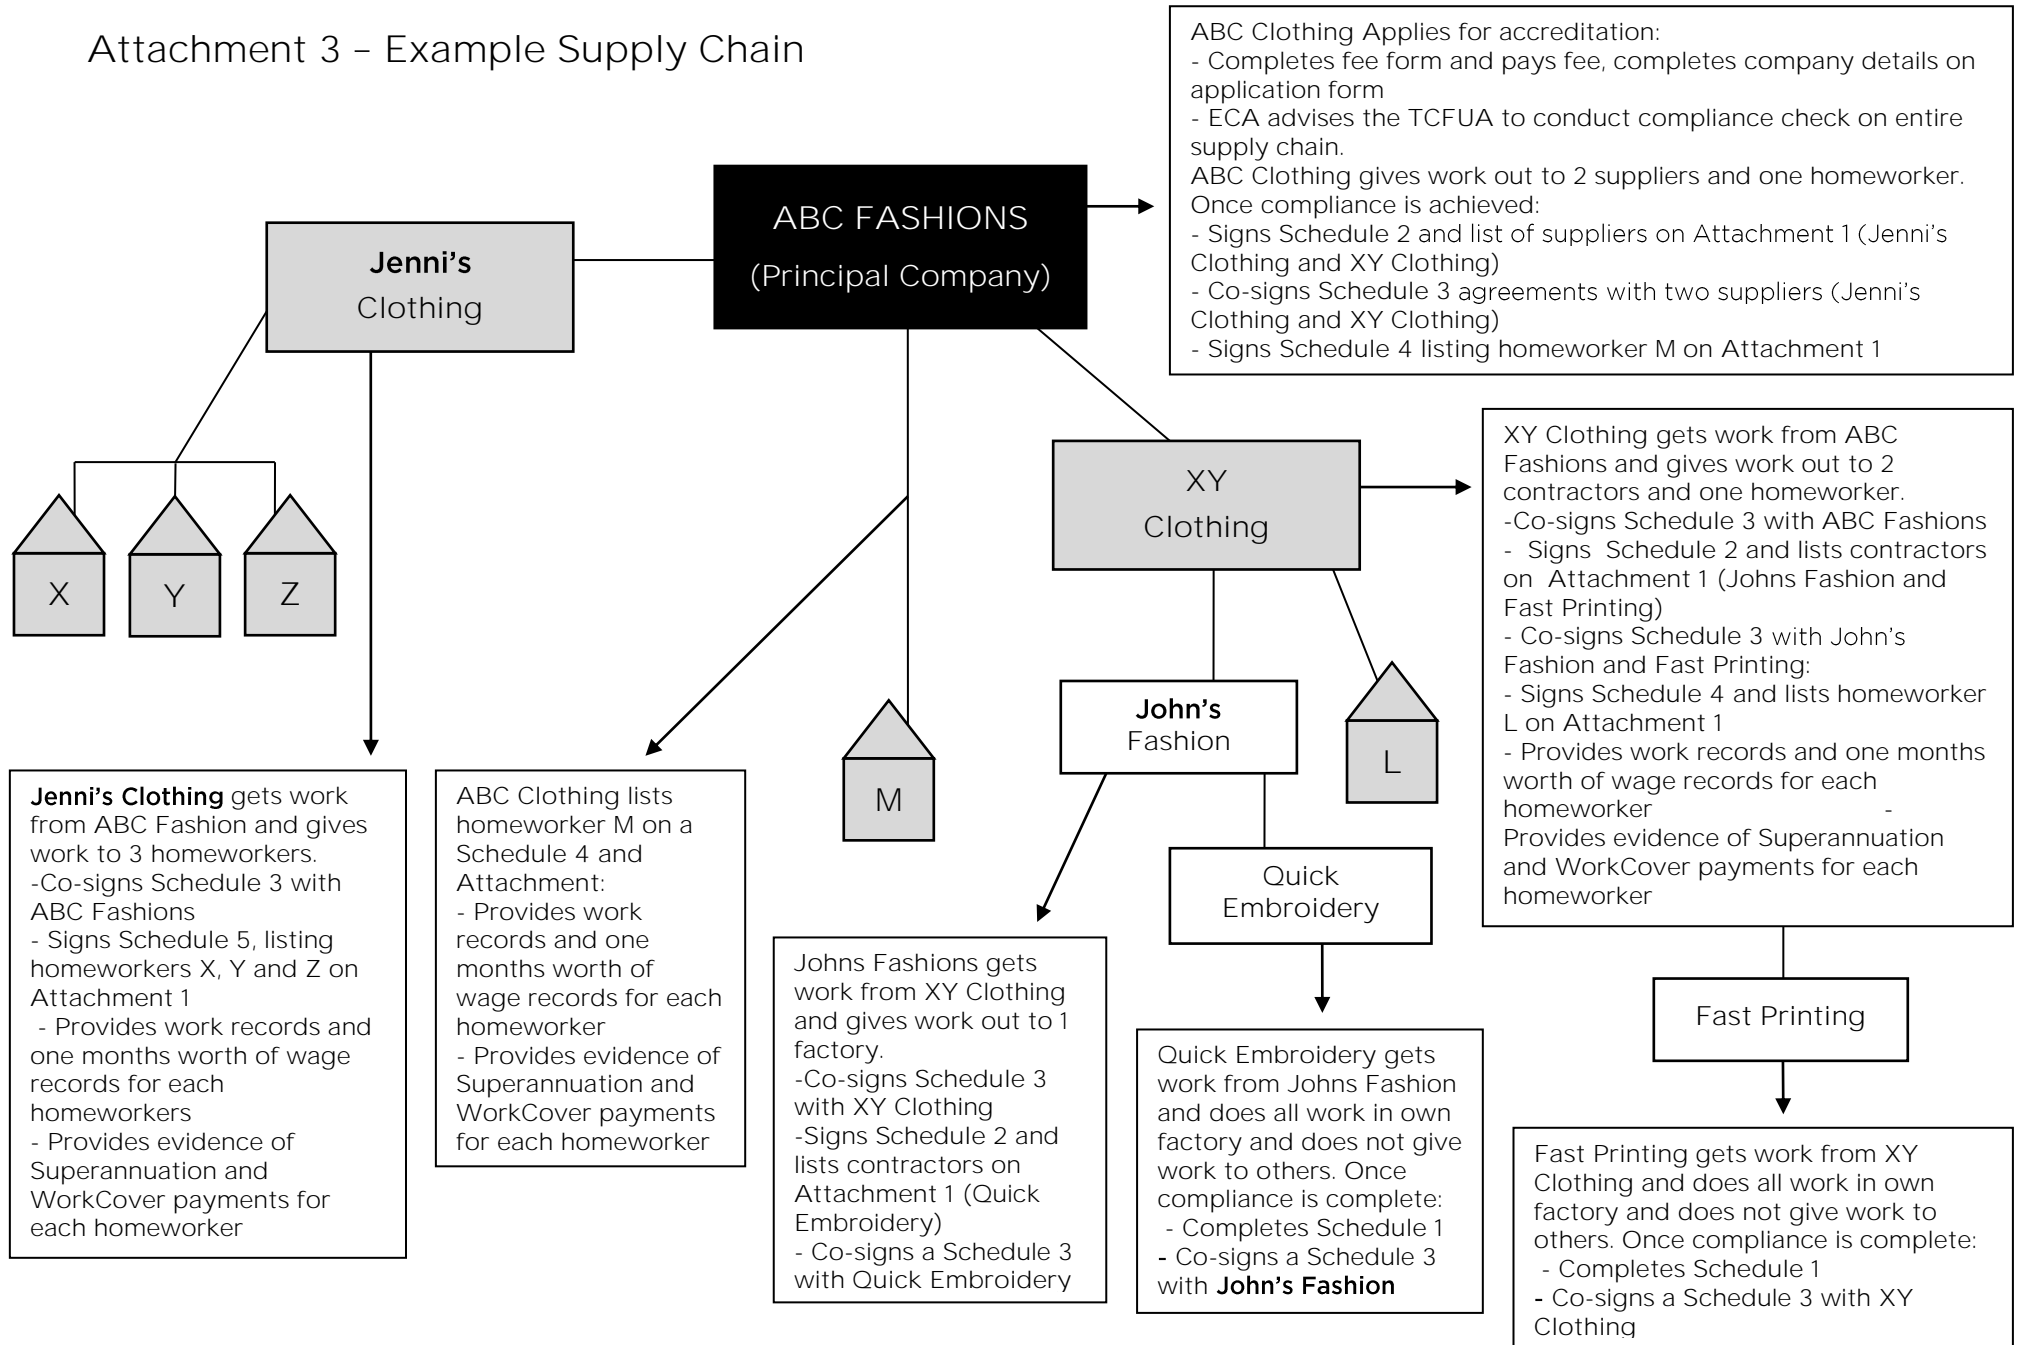 Attachment 3 – Example Supply Chain
ABC Clothing Applies for accreditation:
- Completes fee form and pays fee, completes company details on
application form
- ECA advises the TCFUA to conduct compliance check on entire
supply chain.
ABC Clothing gives work out to 2 suppliers and one homeworker.
Once compliance is achieved:
- Signs Schedule 2 and list of suppliers on Attachment 1 (Jenni’s
Clothing and XY Clothing)
- Co-signs Schedule 3 agreements with two suppliers (Jenni’s
Clothing and XY Clothing)
- Signs Schedule 4 listing homeworker M on Attachment 1
ABC FASHIONS
(Principal Company)
Jenni’s
Clothing
XY
Clothing
XY Clothing gets work from ABC
Fashions and gives work out to 2
contractors and one homeworker.
-Co-signs Schedule 3 with ABC Fashions
- Signs Schedule 2 and lists contractors
on Attachment 1 (Johns Fashion and
Fast Printing)
- Co-signs Schedule 3 with John’s
Fashion and Fast Printing:
- Signs Schedule 4 and lists homeworker
L on Attachment 1
- Provides work records and one months
worth of wage records for each
homeworker -
Provides evidence of Superannuation
and WorkCover payments for each
homeworker
X
Y
Z
John’s
Fashion
L
M
Jenni’s Clothing gets work
from ABC Fashion and gives
work to 3 homeworkers.
-Co-signs Schedule 3 with
ABC Fashions
- Signs Schedule 5, listing
homeworkers X, Y and Z on
Attachment 1
- Provides work records and
one months worth of wage
records for each
homeworkers
- Provides evidence of
Superannuation and
WorkCover payments for
each homeworker
ABC Clothing lists
homeworker M on a
Schedule 4 and
Attachment:
- Provides work
records and one
months worth of
wage records for each
homeworker
- Provides evidence of
Superannuation and
WorkCover payments
for each homeworker
Quick
Embroidery
Johns Fashions gets
work from XY Clothing
and gives work out to 1
factory.
-Co-signs Schedule 3
with XY Clothing
-Signs Schedule 2 and
lists contractors on
Attachment 1 (Quick
Embroidery)
- Co-signs a Schedule 3
with Quick Embroidery
Quick Embroidery gets
work from Johns Fashion
and does all work in own
factory and does not give
work to others. Once
compliance is complete:
- Completes Schedule 1
- Co-signs a Schedule 3
with John’s Fashion
Fast Printing
Fast Printing gets work from XY
Clothing and does all work in own
factory and does not give work to
others. Once compliance is complete:
- Completes Schedule 1
- Co-signs a Schedule 3 with XY
Clothing